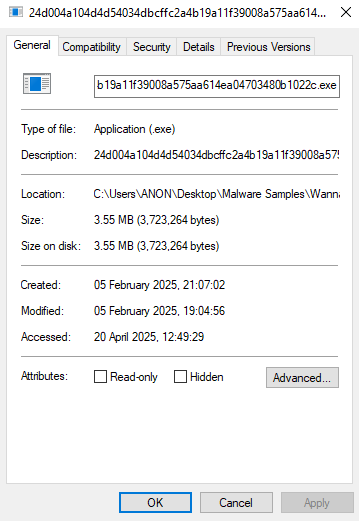 24d004a104d4d54034dbcffc2a4b19a11f39008a575aa614...
General Compatibility Security Details Previous Versions
b19a11f39008a575aa614ea04703480b1022c.exe
Type of file: Application (.exe)
Description: 24d004a104d4d54034dbcffc2a4b19a11f39008a575
Location: C:\Users\ANON\Desktop\Malware Samples\Wanna
Size: 3.55 MB (3,723,264 bytes)
Size on disk: 3.55 MB (3,723,264 bytes)
Created: 05 February 2025, 21:07:02
Modified: 05 February 2025, 19:04:56
Accessed: 20 April 2025, 12:49:29
Attributes: Read-only Hidden Advanced...
OK Cancel Apply